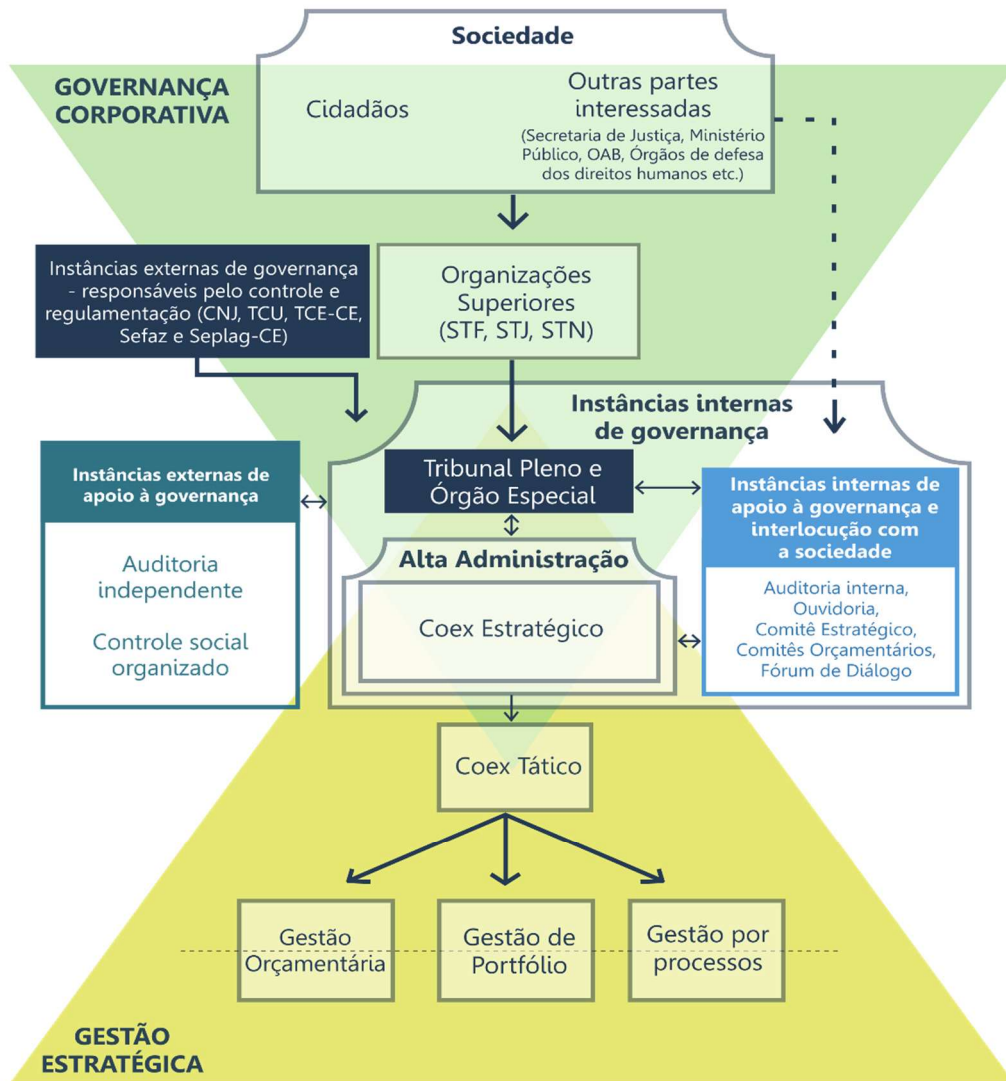 Sociedade
GOVERNANÇA
CORPORATIVA
Cidadãos
Outras partes
interessadas
(Secretaria de Justiça, Ministério
Público, OAB, Órgãos de defesa
dos direitos humanos etc.)
Instâncias externas de governança
- responsáveis pelo controle e
regulamentação (CNJ, TCU, TCE-CE,
Sefaz e Seplag-CE)
Organizações
Superiores
(STF, STJ, STN)
Instâncias internas
de governança
Instâncias externas de
apoio à governança
Auditoria
independente
Controle social
organizado
Tribunal Pleno e
Órgão Especial
Alta Administração
Coex Estratégico
Instâncias internas de
apoio à governança e
interlocução com
a sociedade
Auditoria interna,
Ouvidoria,
Comitê Estratégico,
Comitês Orçamentários,
Fórum de Diálogo
Coex Tático
Gestão
Orçamentária
Gestão de
Portfólio
Gestão por
processos
GESTÃO
ESTRATÉGICA